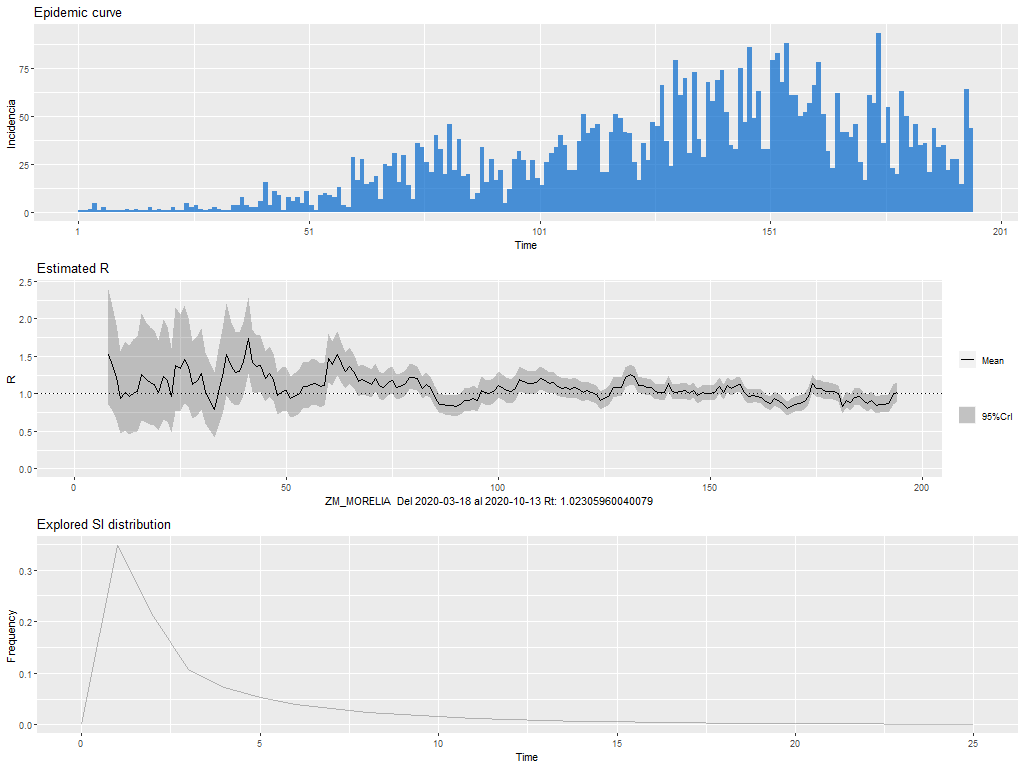 Epidemic curve
Incidencia
75
50
25
0
1
51
101
151
201
Time
Estimated R
R
2.5
2.0
1.5
1.0
0.5
0.0
0
50
100
150
200
Mean
95%CrI
ZM_MORELIA Del 2020-03-18 al 2020-10-13 Rt: 1.02305960040079
Explored SI distribution
Frequency
0.3
0.2
0.1
0.0
0
5
10
15
20
25
Time